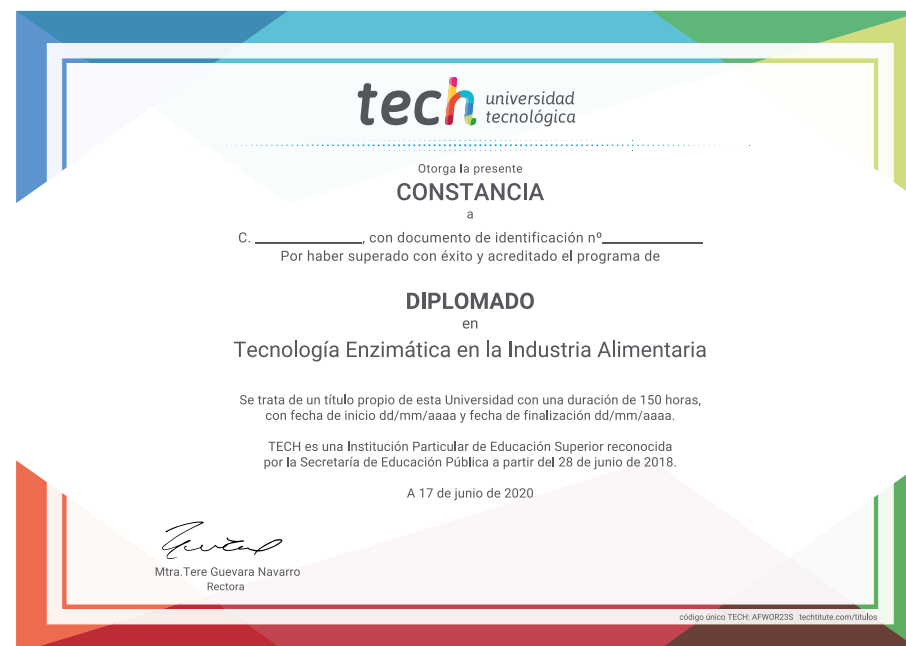 tech universidad
tecnológica
Otorga la presente
CONSTANCIA
a
C. ______________, con documento de identificación nº_____________
Por haber superado con éxito y acreditado el programa de
DIPLOMADO
en
Tecnología Enzimática en la Industria Alimentaria
Se trata de un título propio de esta Universidad con una duración de 150 horas,
con fecha de inicio dd/mm/aaaa y fecha de finalización dd/mm/aaaa.
TECH es una Institución Particular de Educación Superior reconocida
por la Secretaría de Educación Pública a partir del 28 de junio de 2018.
A 17 de junio de 2020
Mtra.Tere Guevara Navarro
Rectora
código único TECH: AFWOR23S techtitute.com/titulos